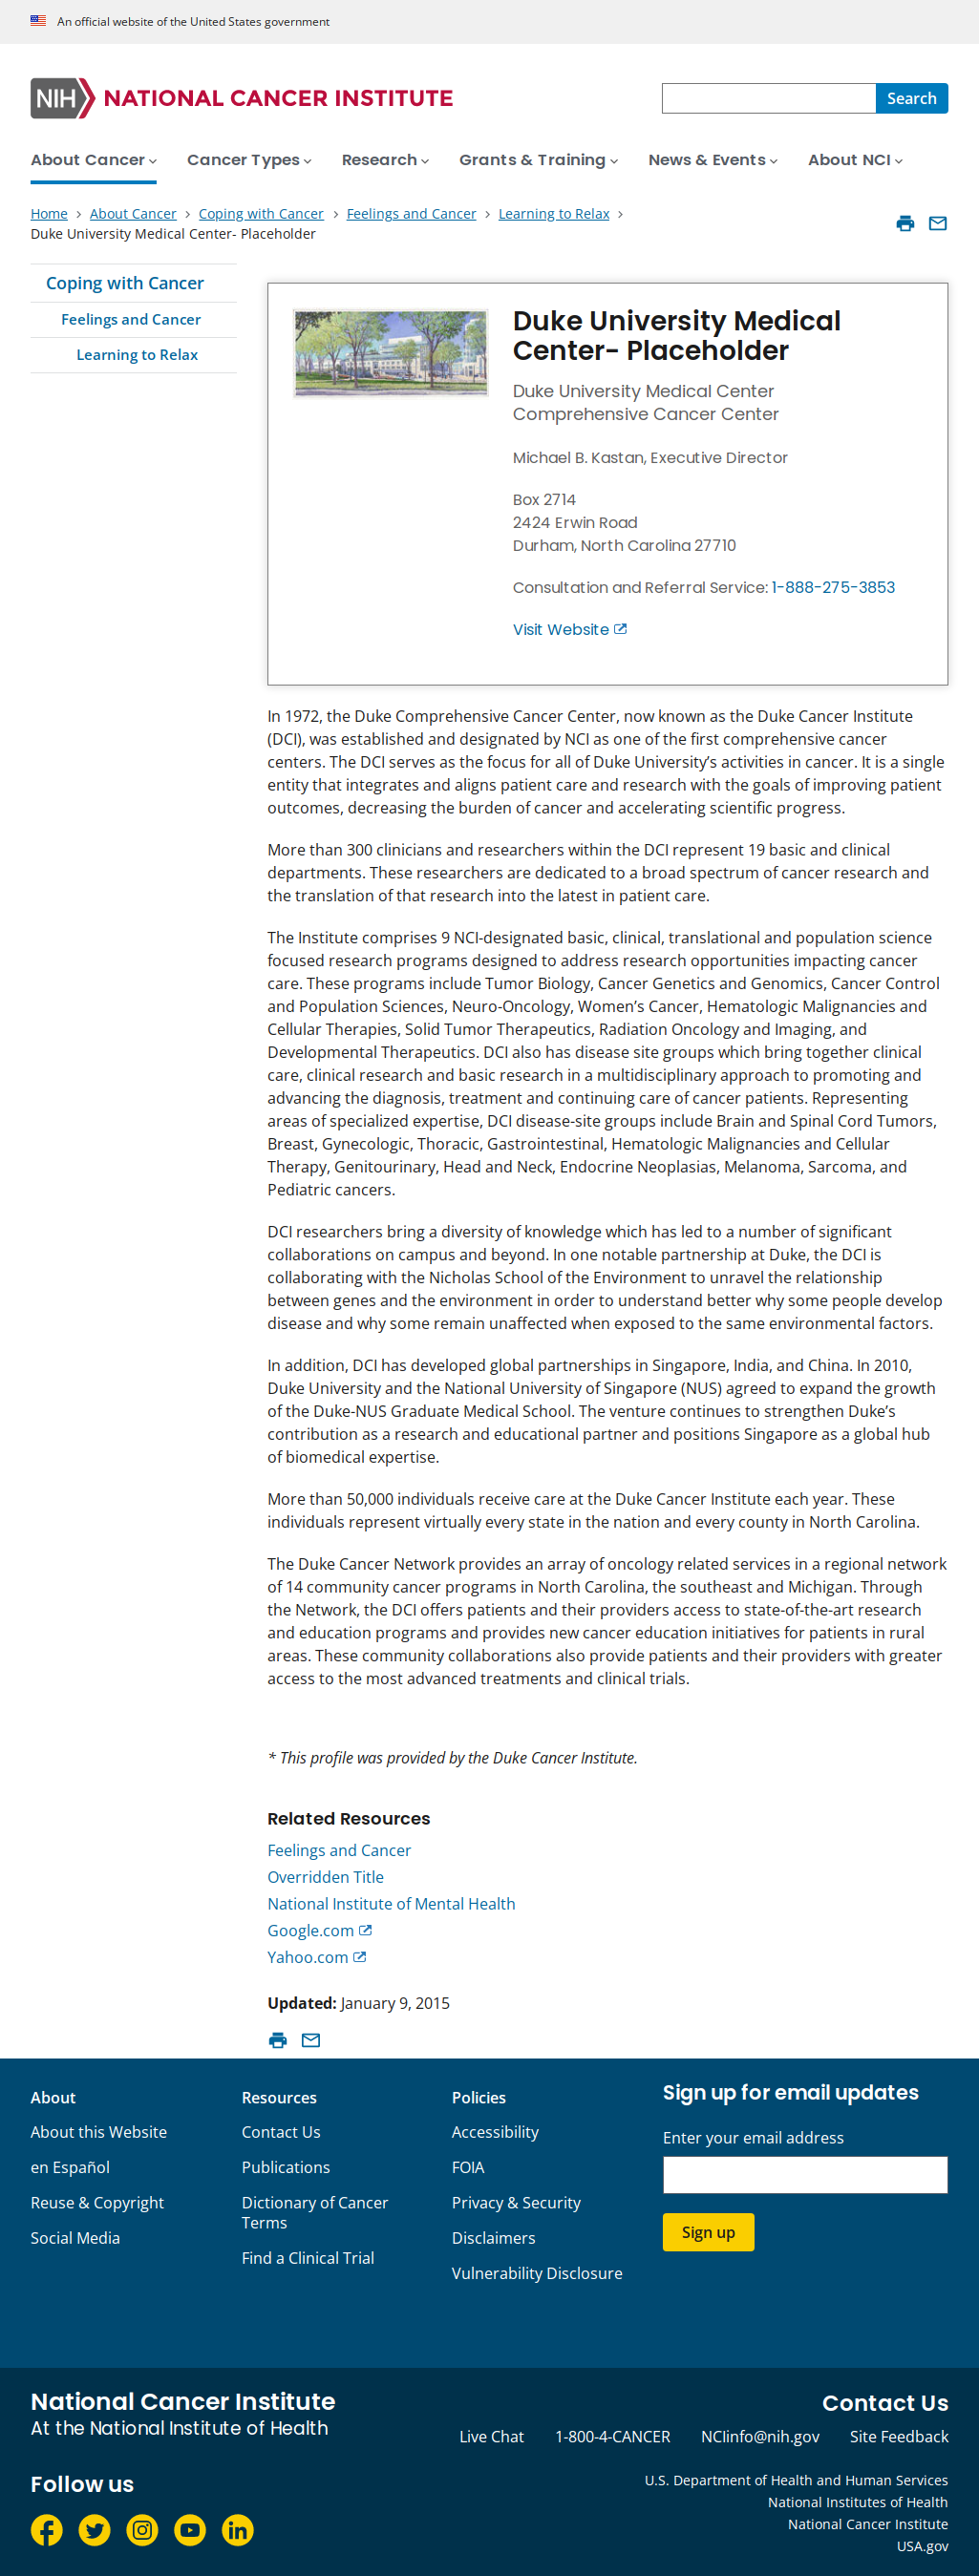 An official website of the United States government
NIH NATIONAL CANCER INSTITUTE
Search
About Cancer
Cancer Types
Research
Grants & Training
News & Events
About NCI
Home > About Cancer > Coping with Cancer > Feelings and Cancer > Learning to Relax >
Duke University Medical Center- Placeholder
Coping with Cancer
Feelings and Cancer
Learning to Relax
Duke University Medical
Center- Placeholder
Duke University Medical Center
Comprehensive Cancer Center
Michael B. Kastan, Executive Director
Box 2714
2424 Erwin Road
Durham, North Carolina 27710
Consultation and Referral Service: 1-888-275-3853
Visit Website
In 1972, the Duke Comprehensive Cancer Center, now known as the Duke Cancer Institute
(DCI), was established and designated by NCI as one of the first comprehensive cancer
centers. The DCI serves as the focus for all of Duke University’s activities in cancer. It is a single
entity that integrates and aligns patient care and research with the goals of improving patient
outcomes, decreasing the burden of cancer and accelerating scientific progress.
More than 300 clinicians and researchers within the DCI represent 19 basic and clinical
departments. These researchers are dedicated to a broad spectrum of cancer research and
the translation of that research into the latest in patient care.
The Institute comprises 9 NCI-designated basic, clinical, translational and population science
focused research programs designed to address research opportunities impacting cancer
care. These programs include Tumor Biology, Cancer Genetics and Genomics, Cancer Control
and Population Sciences, Neuro-Oncology, Women’s Cancer, Hematologic Malignancies and
Cellular Therapies, Solid Tumor Therapeutics, Radiation Oncology and Imaging, and
Developmental Therapeutics. DCI also has disease site groups which bring together clinical
care, clinical research and basic research in a multidisciplinary approach to promoting and
advancing the diagnosis, treatment and continuing care of cancer patients. Representing
areas of specialized expertise, DCI disease-site groups include Brain and Spinal Cord Tumors,
Breast, Gynecologic, Thoracic, Gastrointestinal, Hematologic Malignancies and Cellular
Therapy, Genitourinary, Head and Neck, Endocrine Neoplasias, Melanoma, Sarcoma, and
Pediatric cancers.
DCI researchers bring a diversity of knowledge which has led to a number of significant
collaborations on campus and beyond. In one notable partnership at Duke, the DCI is
collaborating with the Nicholas School of the Environment to unravel the relationship
between genes and the environment in order to understand better why some people develop
disease and why some remain unaffected when exposed to the same environmental factors.
In addition, DCI has developed global partnerships in Singapore, India, and China. In 2010,
Duke University and the National University of Singapore (NUS) agreed to expand the growth
of the Duke-NUS Graduate Medical School. The venture continues to strengthen Duke’s
contribution as a research and educational partner and positions Singapore as a global hub
of biomedical expertise.
More than 50,000 individuals receive care at the Duke Cancer Institute each year. These
individuals represent virtually every state in the nation and every county in North Carolina.
The Duke Cancer Network provides an array of oncology related services in a regional network
of 14 community cancer programs in North Carolina, the southeast and Michigan. Through
the Network, the DCI offers patients and their providers access to state-of-the-art research
and education programs and provides new cancer education initiatives for patients in rural
areas. These community collaborations also provide patients and their providers with greater
access to the most advanced treatments and clinical trials.
* This profile was provided by the Duke Cancer Institute.
Related Resources
Feelings and Cancer
Overridden Title
National Institute of Mental Health
Google.com
Yahoo.com
Updated: January 9, 2015
About
About this Website
en Español
Reuse & Copyright
Social Media
Resources
Contact Us
Publications
Dictionary of Cancer
Terms
Find a Clinical Trial
Policies
Accessibility
FOIA
Privacy & Security
Disclaimers
Vulnerability Disclosure
Sign up for email updates
Enter your email address
Sign up
National Cancer Institute
At the National Institute of Health
Follow us
Contact Us
Live Chat
1-800-4-CANCER
NCIinfo@nih.gov
Site Feedback
U.S. Department of Health and Human Services
National Institutes of Health
National Cancer Institute
USA.gov